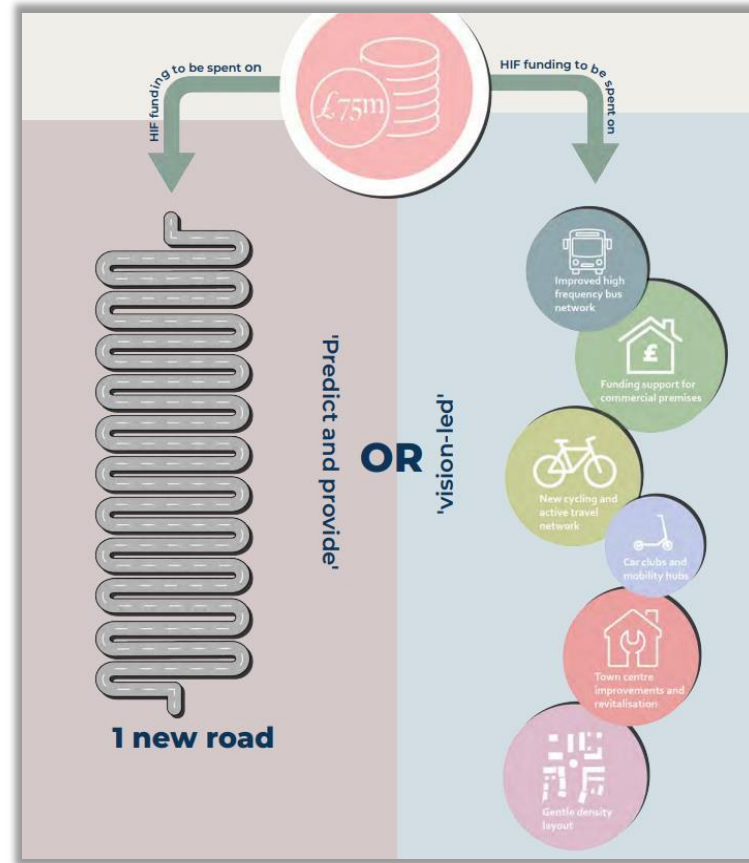 £75m
HIF funding to be spent on
HIF funding to be spent on
'Predict and provide'
OR
'vision-led'
1 new road
Improved high
frequency bus
network
£
Funding support for
commercial premises
New cycling and
active travel
network
Car clubs and
mobility hubs
Town centre
improvements and
revitalisation
Gentle density
layout